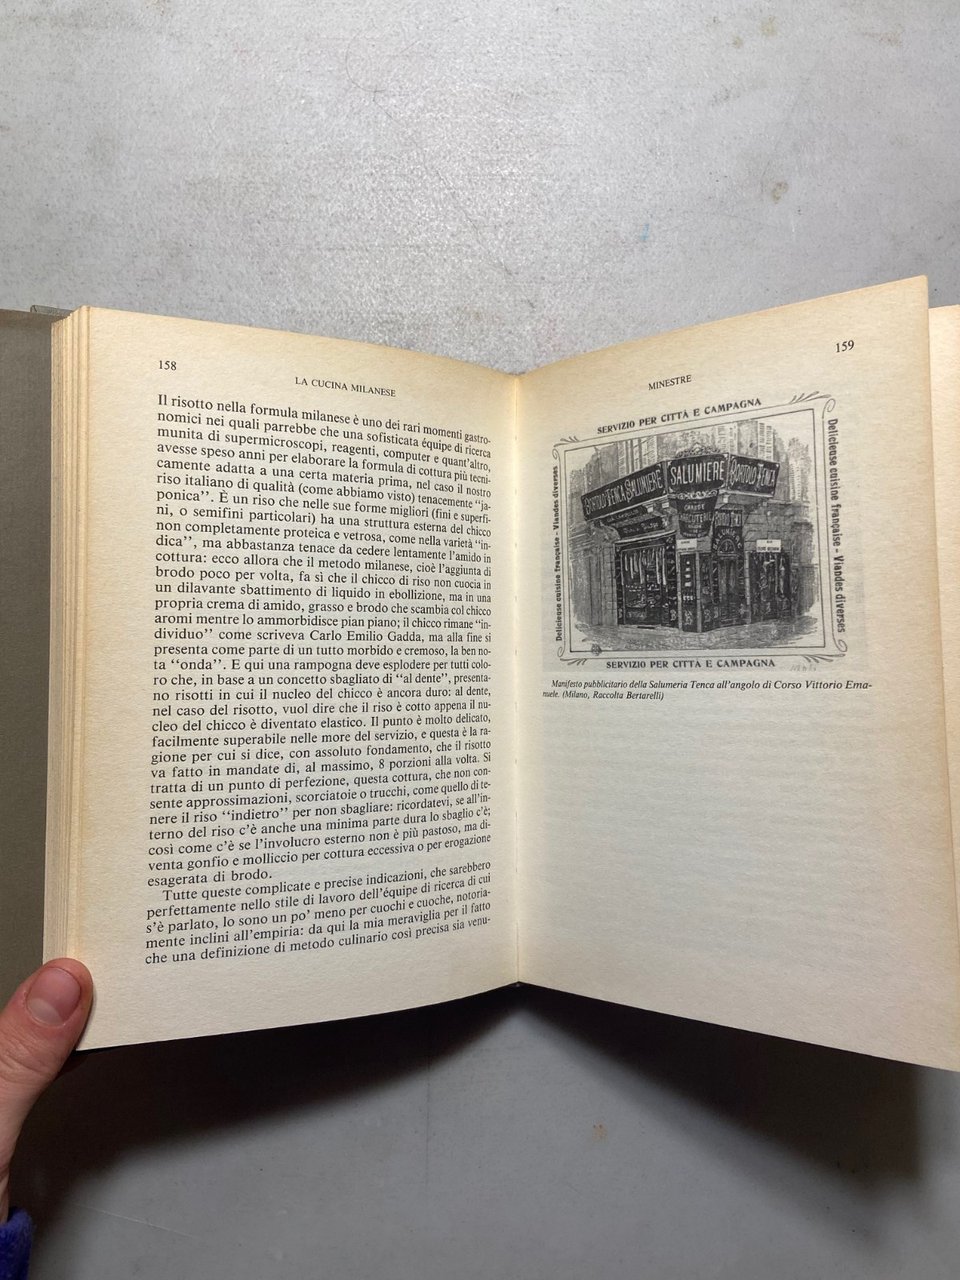 158
LA CUCINA MILANESE
Il risotto nella formula milanese è uno dei rari momenti gastro-
nomici nei quali parrebbe che una sofisticata équipe di ricerca
munita di supermicroscopi, reagenti, computer e quant'altro,
avesse speso anni per elaborare la formula di cottura più tecni-
camente adatta a una certa materia prima, nel caso il nostro
riso italiano di qualità (come abbiamo visto) tenacemente "ja-
ponica". È un riso che nelle sue forme migliori (fini e superfi-
ni, o semifini particolari) ha una struttura esterna del chicco
non completamente proteica e vetrosa, come nella varietà "in-
dica", ma abbastanza tenace da cedere lentamente l'amido in
cottura: ecco allora che il metodo milanese, cioè l'aggiunta di
brodo poco per volta, fa sì che il chicco di riso non cuocia in
un dilavante sbattimento di liquido in ebollizione, ma in una
propria crema di amido, grasso e brodo che scambia col chicco
aromi mentre lo ammorbidisce pian piano; il chicco rimane "in-
dividuo" come scriveva Carlo Emilio Gadda, ma alla fine si
presenta come parte di un tutto morbido e cremoso, la ben no-
ta "onda". E qui una rampogna deve esplodere per tutti colo-
ro che, in base a un concetto sbagliato di "al dente", presenta-
no risotti in cui il nucleo del chicco è ancora duro: al dente,
nel caso del risotto, vuol dire che il riso è cotto appena il nu-
cleo del chicco è diventato elastico. Il punto è molto delicato,
facilmente superabile nelle more del servizio, e questa è la ra-
gione per cui si dice, con assoluto fondamento, che il risotto
va fatto in mandate di, al massimo, 8 porzioni alla volta. Si
tratta di un punto di perfezione, questa cottura, che non con-
sente approssimazioni, scorciatoie o trucchi, come quello di te-
nere il riso "indietro" per non sbagliare: ricordatevi, se all'in-
terno del riso c'è anche una minima parte dura lo sbaglio c'è;
così come c'è se l'involucro esterno non è più pastoso, ma di-
venta gonfio e molliccio per cottura eccessiva o per erogazione
esagerata di brodo.
Tutte queste complicate e precise indicazioni, che sarebbero
perfettamente nello stile di lavoro dell'équipe di ricerca di cui
s'è parlato, lo sono un po' meno per cuochi e cuoche, notoria-
mente inclini all'empiria: da qui la mia meraviglia per il fatto
che una definizione di metodo culinario così precisa sia venu-
159
MINESTRE
SERVIZIO PER CITTÀ E CAMPAGNA
Delicieuse cuisine française - Viandes diverses
BORTOLO TENCA SALUMIERE
SALUMIERE
BORTOLO TENCA
Delicieuse cuisine française - Viandes diverses
SERVIZIO PER CITTÀ E CAMPAGNA
Manifesto pubblicitario della Salumeria Tenca all'angolo di Corso Vittorio Ema-
nuele. (Milano, Raccolta Bertarelli)